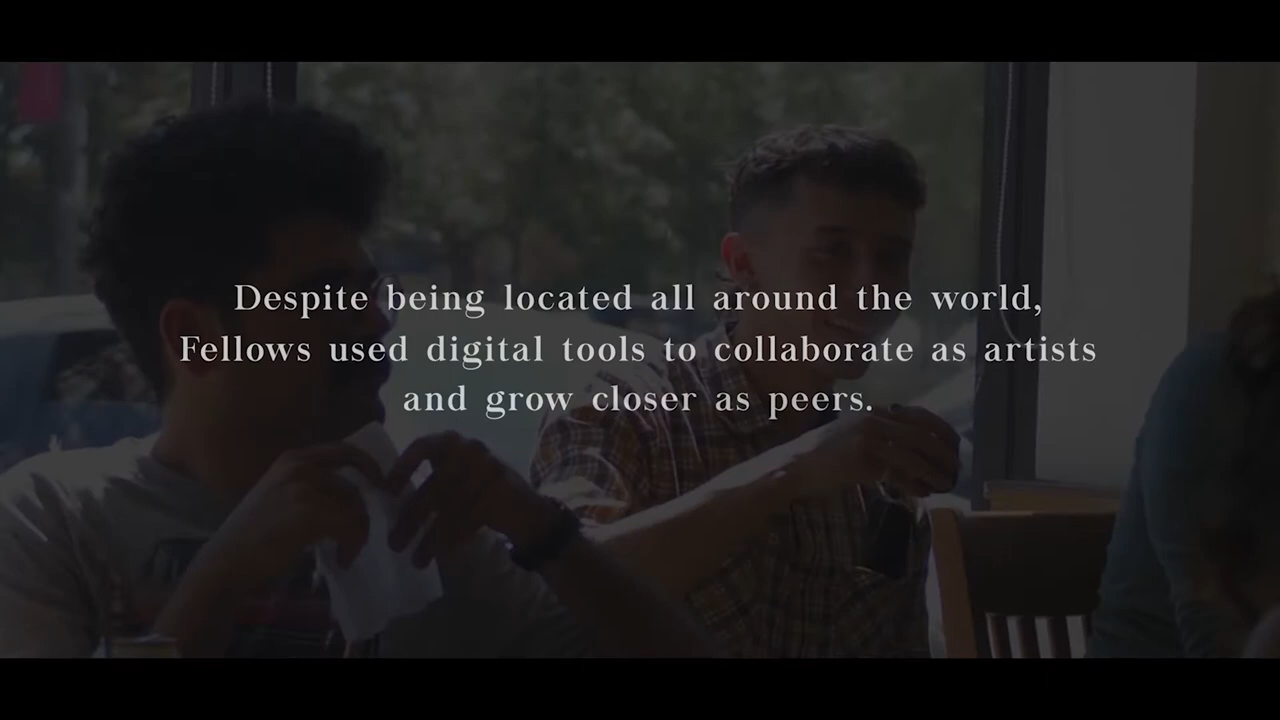 Despite being located all around the world,
Fellows used digital tools to collaborate as artists
and grow closer as peers.